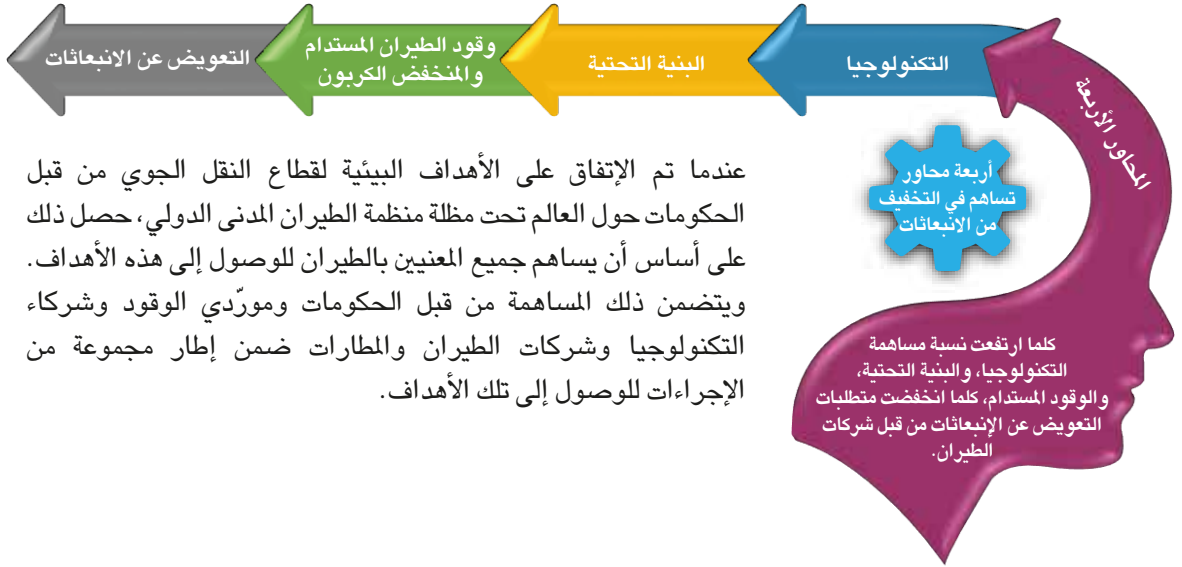 المحاور الأربعة
التكنولوجيا
البنية التحتية
وقود الطيران المستدام
والمنخفض الكربون
التعويض عن الانبعاثات
أربعة محاور
تساهم في التخفيف
من الانبعاثات
كلما ارتفعت نسبة مساهمة
التكنولوجيا، والبنية التحتية،
والوقود المستدام، كلما انخفضت متطلبات
التعويض عن الإنبعاثات من قبل شركات
الطيران.
عندما تم الإتفاق على الأهداف البيئية لقطاع النقل الجوي من قبل
الحكومات حول العالم تحت مظلة منظمة الطيران المدنى الدولي، حصل ذلك
على أساس أن يساهم جميع المعنيين بالطيران للوصول إلى هذه الأهداف.
ويتضمن ذلك المساهمة من قبل الحكومات ومورّدي الوقود وشركاء
التكنولوجيا وشركات الطيران والمطارات ضمن إطار مجموعة من
الإجراءات للوصول إلى تلك الأهداف.